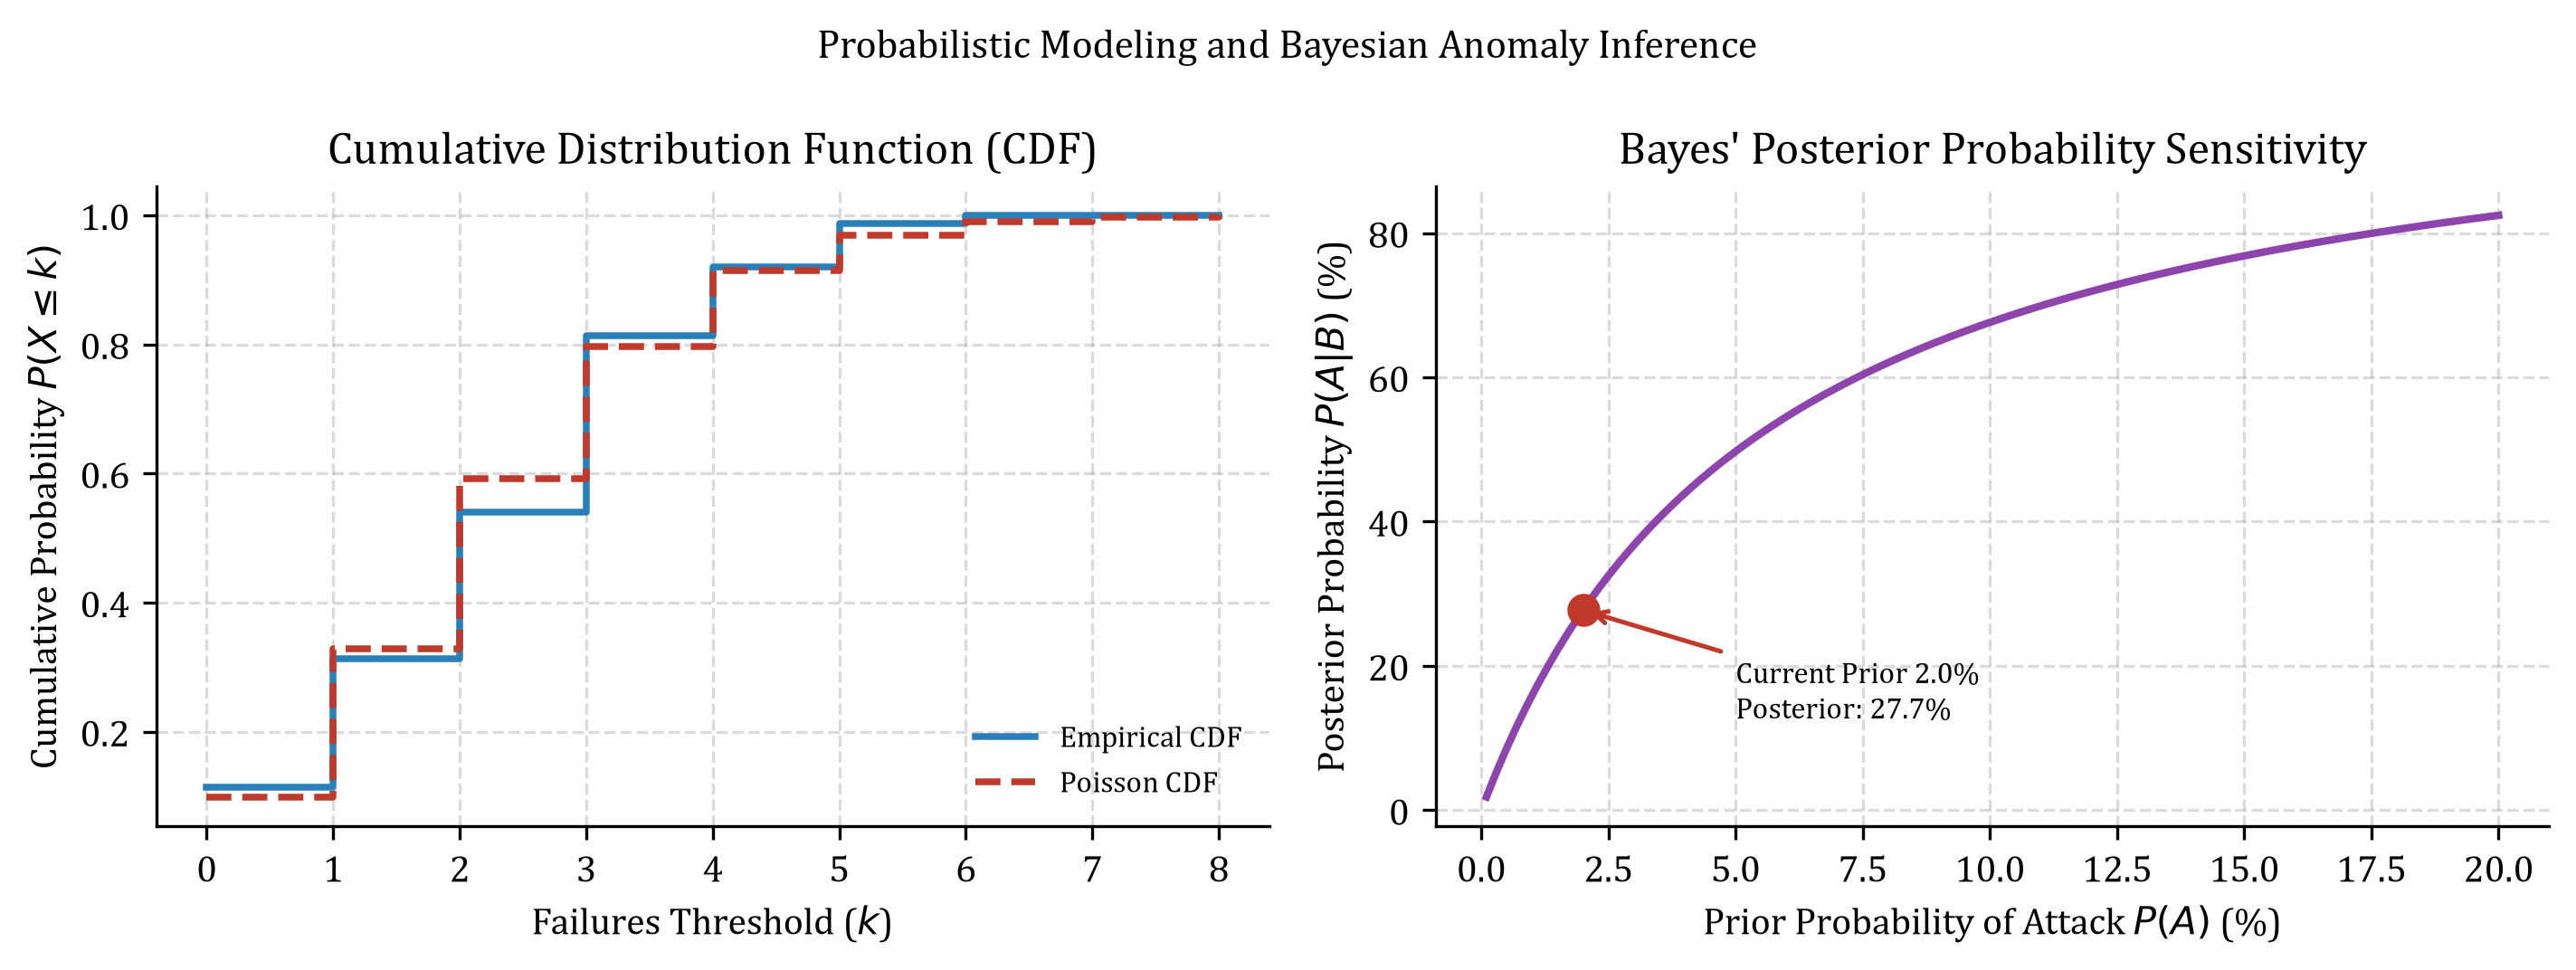 Probabilistic Modeling and Bayesian Anomaly Inference
Cumulative Distribution Function (CDF)
Cumulative Probability P(X ≤ k)
1.0
0.8
0.6
0.4
0.2
Empirical CDF
Poisson CDF
0 1 2 3 4 5 6 7 8
Failures Threshold (k)
Bayes' Posterior Probability Sensitivity
Posterior Probability P(A|B) (%)
80
60
40
20
0
Current Prior 2.0%
Posterior: 27.7%
0.0 2.5 5.0 7.5 10.0 12.5 15.0 17.5 20.0
Prior Probability of Attack P(A) (%)